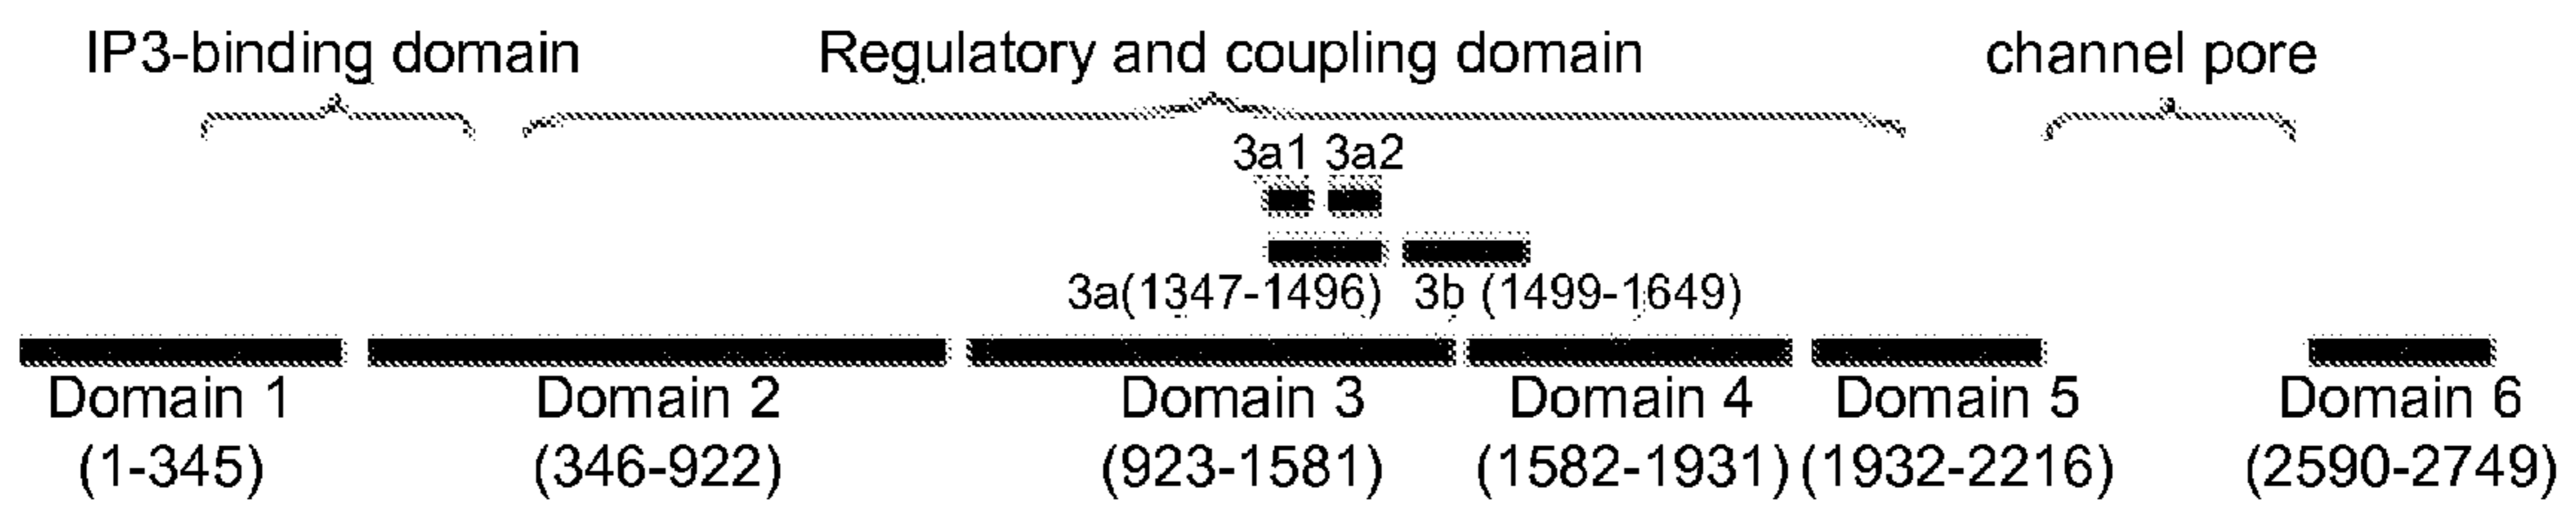 IP3-binding domain Regulatory and coupling domain channel pore
3a1 3a2
3a(1347-1496) 3b (1499-1649)
Domain 1 Domain 2 Domain 3 Domain 4 Domain 5 Domain 6
(1-345) (346-922) (923-1581) (1582-1931) (1932-2216) (2590-2749)